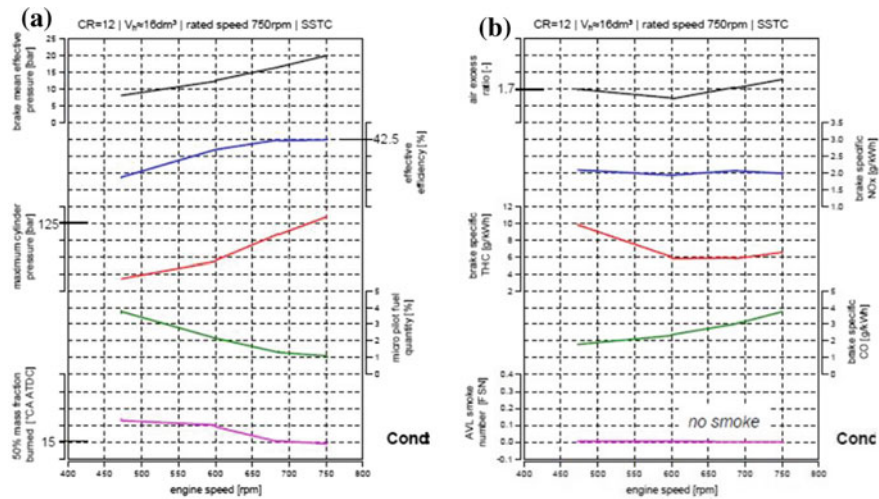 (a)
CR=12 | Vh≈16dm³ | rated speed 750rpm | SSTC
brake mean effective
pressure [bar]
25
20
15
10
5
0
42.5
effective
efficiency [%]
maximum cylinder
pressure [bar]
125
5
4
3
2
1
0
micro pilot fuel
quantity [%]
50% mass fraction
burned [°CA ATDC]
15
Cond
400 450 500 550 600 650 700 750 800
engine speed [rpm]
(b)
CR=12 | Vh≈16dm³ | rated speed 750rpm | SSTC
air excess
ratio [-]
1.7
3.5
3.0
2.5
2.0
1.5
1.0
brake specific
NOx [g/kWh]
brake specific
THC [g/kWh]
12
10
8
6
4
2
5
4
3
2
1
0
brake specific
CO [g/kWh]
AVL smoke
number [FSN]
0.4
0.3
0.2
0.1
0.0
-0.1
no smoke
Cond
400 450 500 550 600 650 700 750 800
engine speed [rpm]